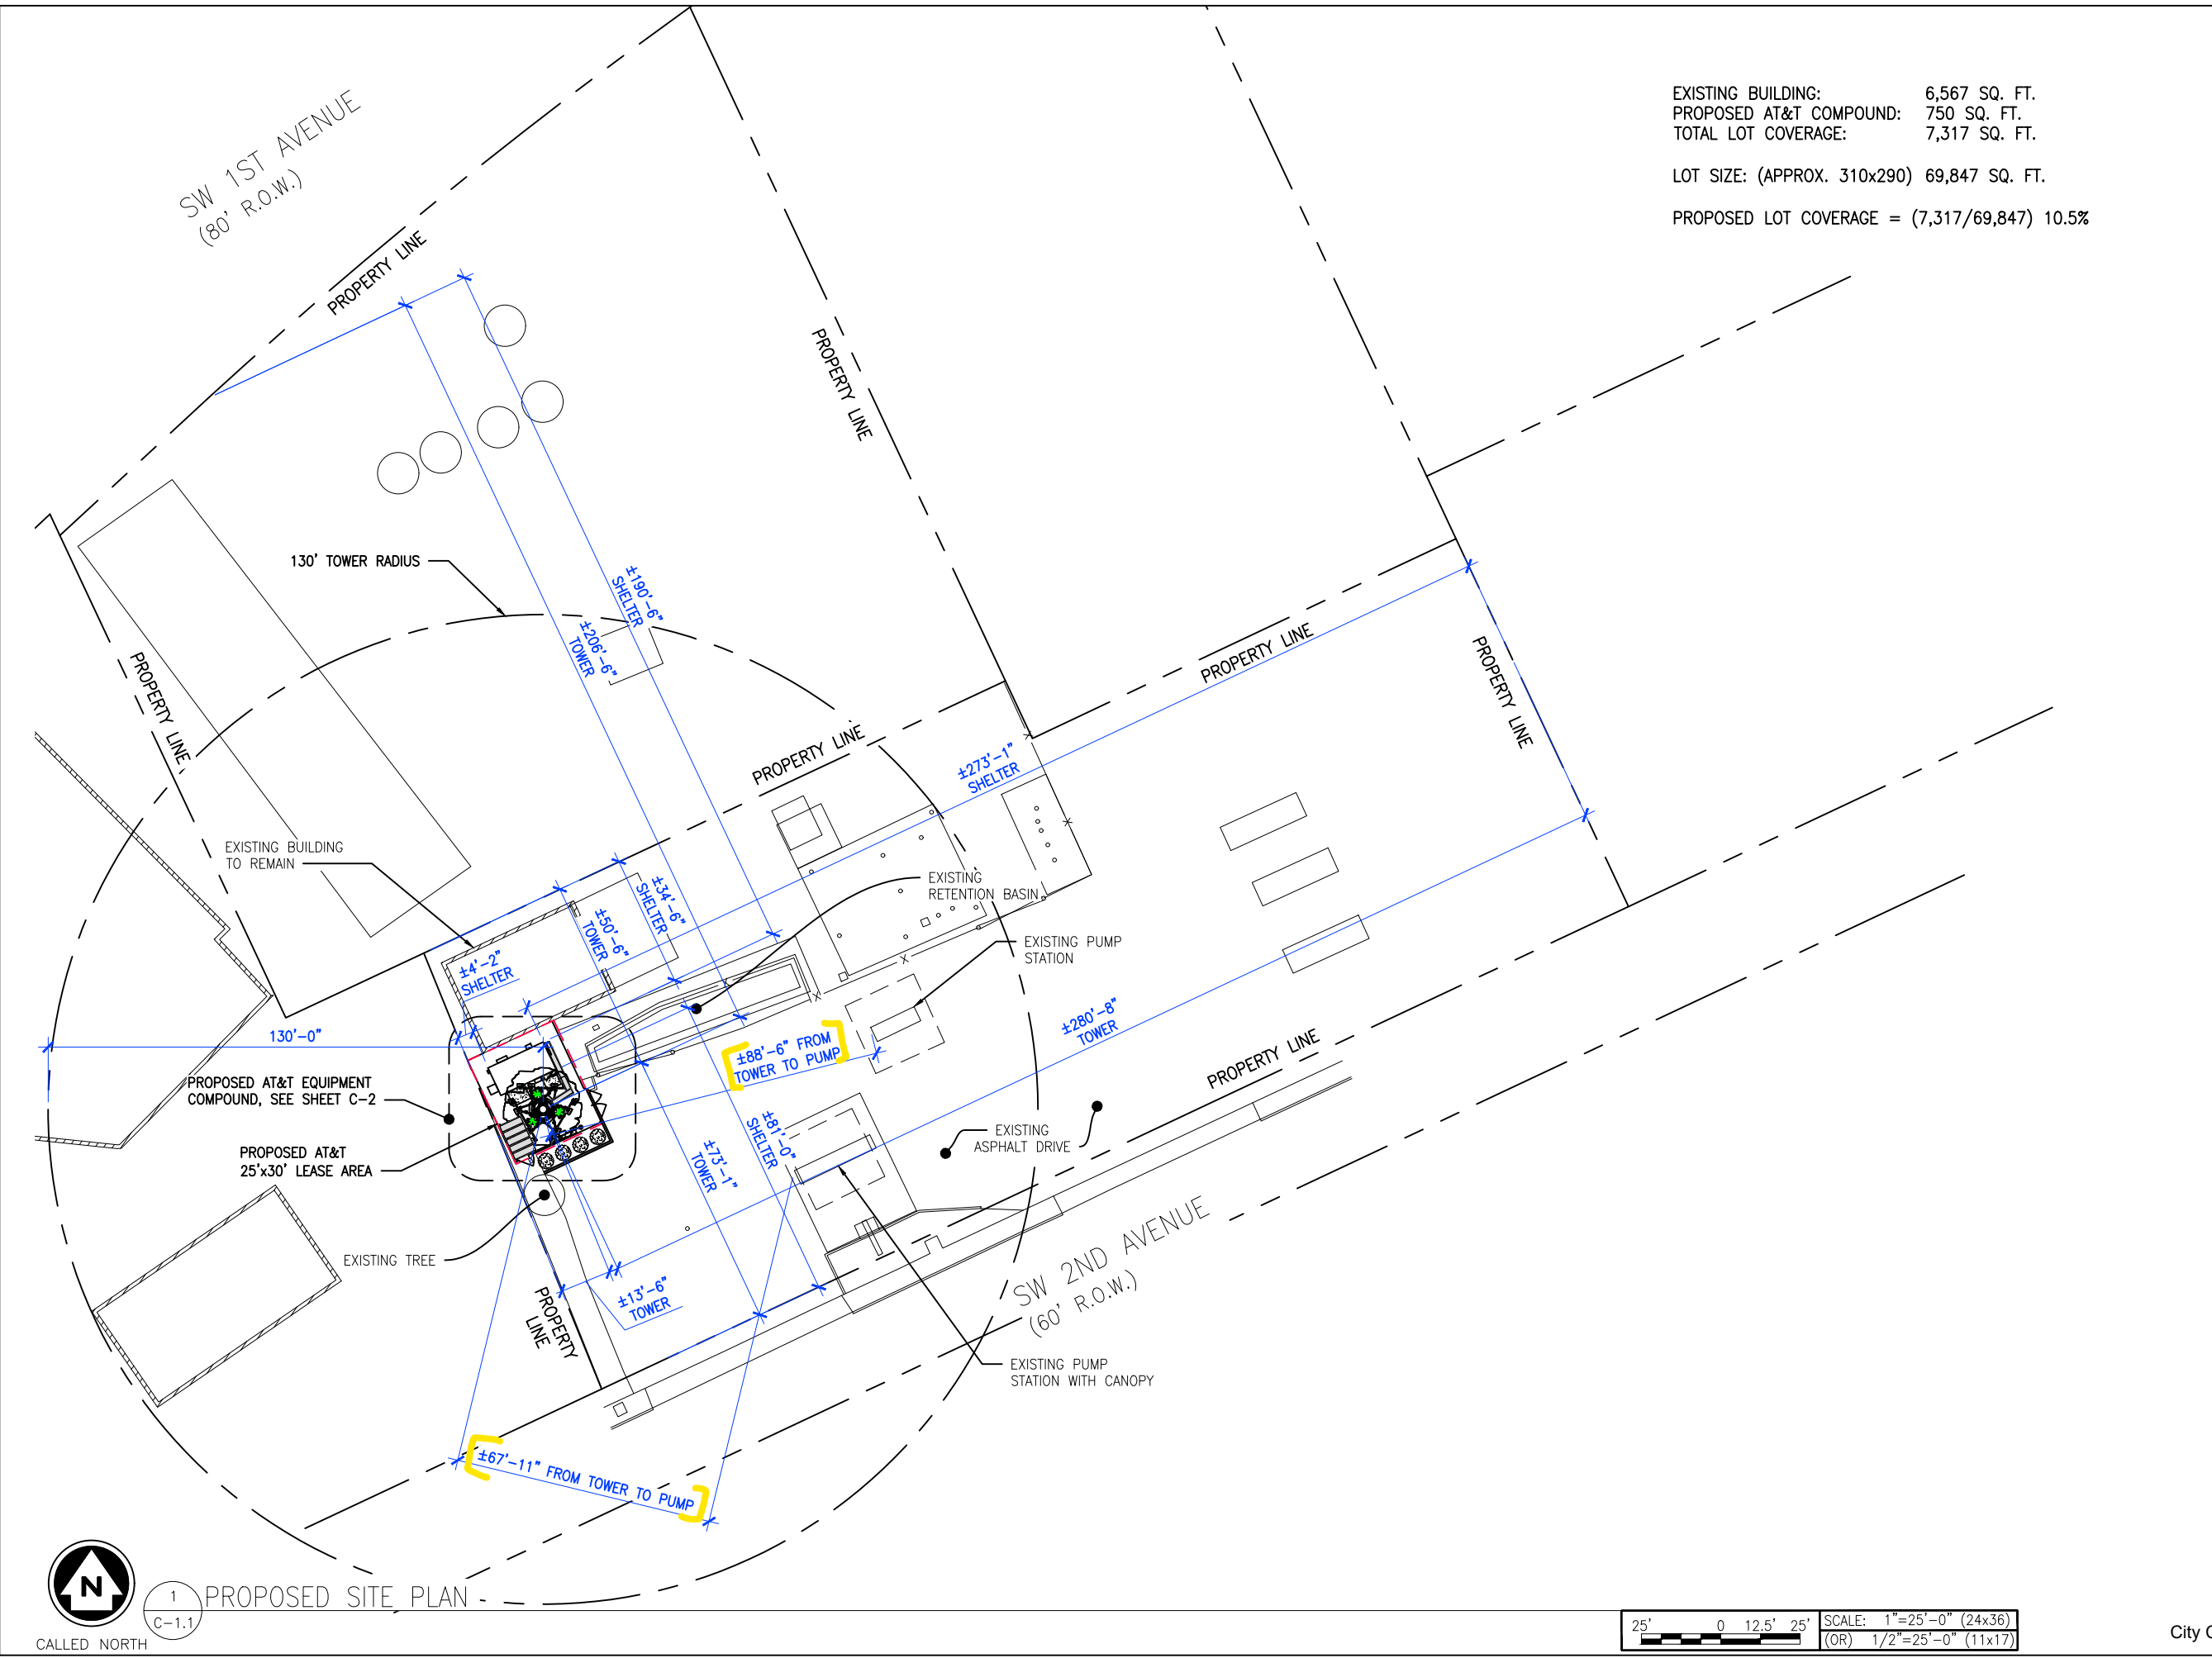 EXISTING BUILDING: 6,567 SQ. FT.
PROPOSED AT&T COMPOUND: 750 SQ. FT.
TOTAL LOT COVERAGE: 7,317 SQ. FT.
LOT SIZE: (APPROX. 310x290) 69,847 SQ. FT.
PROPOSED LOT COVERAGE = (7,317/69,847) 10.5%
SW 1ST AVENUE
(80' R.O.W.)
PROPERTY LINE
PROPERTY LINE
130' TOWER RADIUS
±190'-6"
SHELTER
±206'-6"
TOWER
PROPERTY LINE
PROPERTY LINE
PROPERTY LINE
PROPERTY LINE
±273'-1"
SHELTER
EXISTING BUILDING
TO REMAIN
±34'-6"
SHELTER
±50'-6"
TOWER
EXISTING
RETENTION BASIN
±4'-2"
SHELTER
EXISTING PUMP
STATION
130'-0"
±88'-6" FROM
TOWER TO PUMP
±280'-8"
TOWER
PROPERTY LINE
PROPOSED AT&T EQUIPMENT
COMPOUND, SEE SHEET C-2
PROPOSED AT&T
25'x30' LEASE AREA
±81'-0"
SHELTER
±73'-1"
TOWER
EXISTING
ASPHALT DRIVE
EXISTING TREE
±13'-6"
TOWER
PROPERTY
LINE
SW 2ND AVENUE
(60' R.O.W.)
EXISTING PUMP
STATION WITH CANOPY
±67'-11" FROM TOWER TO PUMP
N
CALLED NORTH
1
C-1.1
PROPOSED SITE PLAN
25' 0 12.5' 25'
SCALE: 1"=25'-0" (24x36)
(OR) 1/2"=25'-0" (11x17)
City